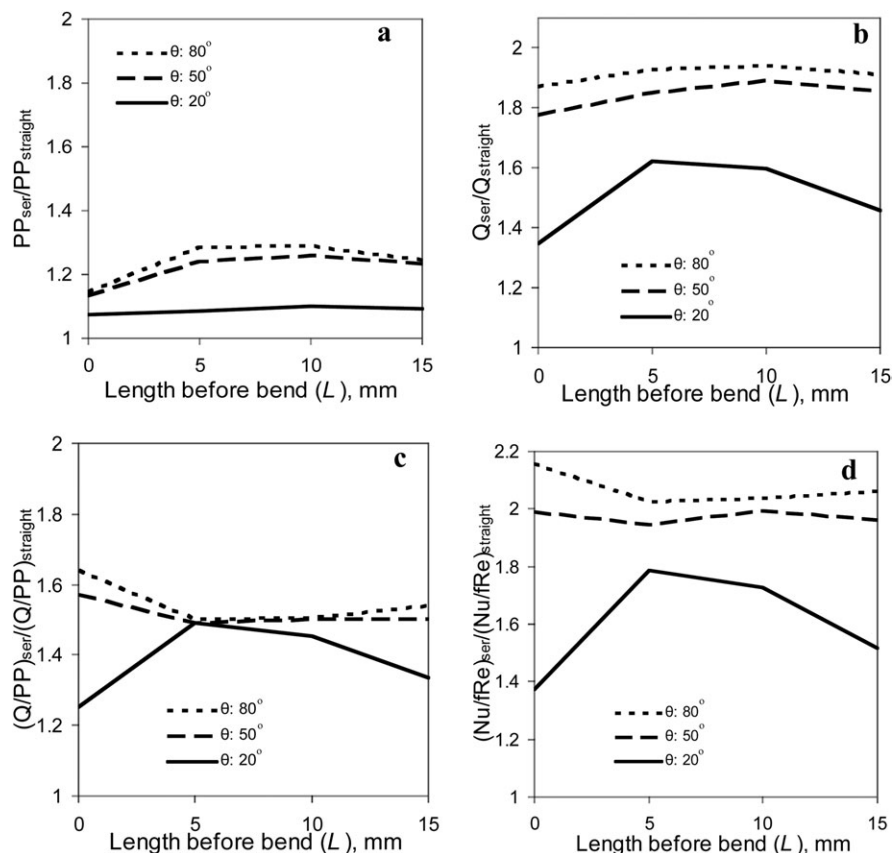 a
2
1.8
1.6
1.4
1.2
1
PPser/PPstraight
θ: 80°
θ: 50°
θ: 20°
0 5 10 15
Length before bend (L), mm
b
2
1.9
1.8
1.6
1.4
1.2
1
Qser/Qstraight
θ: 80°
θ: 50°
θ: 20°
0 5 10 15
Length before bend (L), mm
c
2
1.8
1.6
1.4
1.2
1
(Q/PP)ser/(Q/PP)straight
θ: 80°
θ: 50°
θ: 20°
0 5 10 15
Length before bend (L), mm
d
2.2
2
1.8
1.6
1.4
1.2
1
(Nu/fRe)ser/(Nu/fRe)straight
θ: 80°
θ: 50°
θ: 20°
0 5 10 15
Length before bend (L), mm